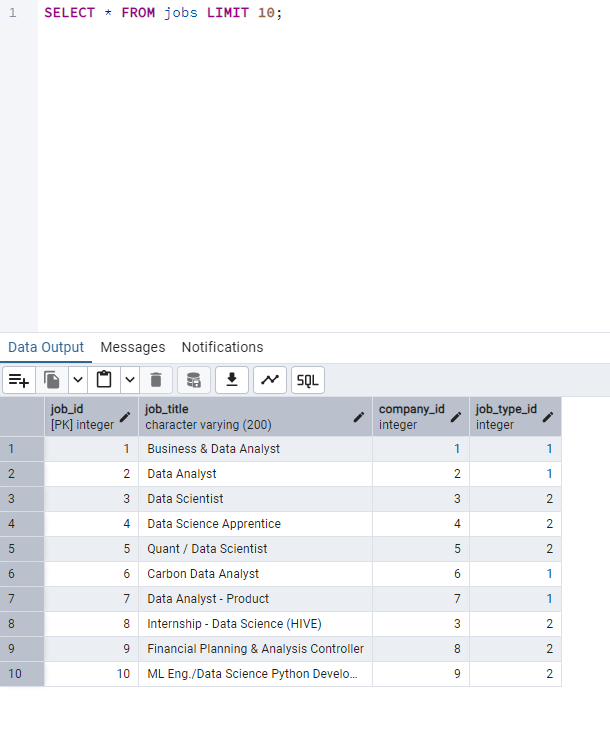 1 SELECT * FROM jobs LIMIT 10;
Data Output Messages Notifications
SQL
job_id job_title company_id job_type_id
[PK] integer character varying (200) integer integer
1 1 Business & Data Analyst 1 1
2 2 Data Analyst 2 1
3 3 Data Scientist 3 2
4 4 Data Science Apprentice 4 2
5 5 Quant / Data Scientist 5 2
6 6 Carbon Data Analyst 6 1
7 7 Data Analyst - Product 7 1
8 8 Internship - Data Science (HIVE) 3 2
9 9 Financial Planning & Analysis Controller 8 2
10 10 ML Eng./Data Science Python Develo... 9 2